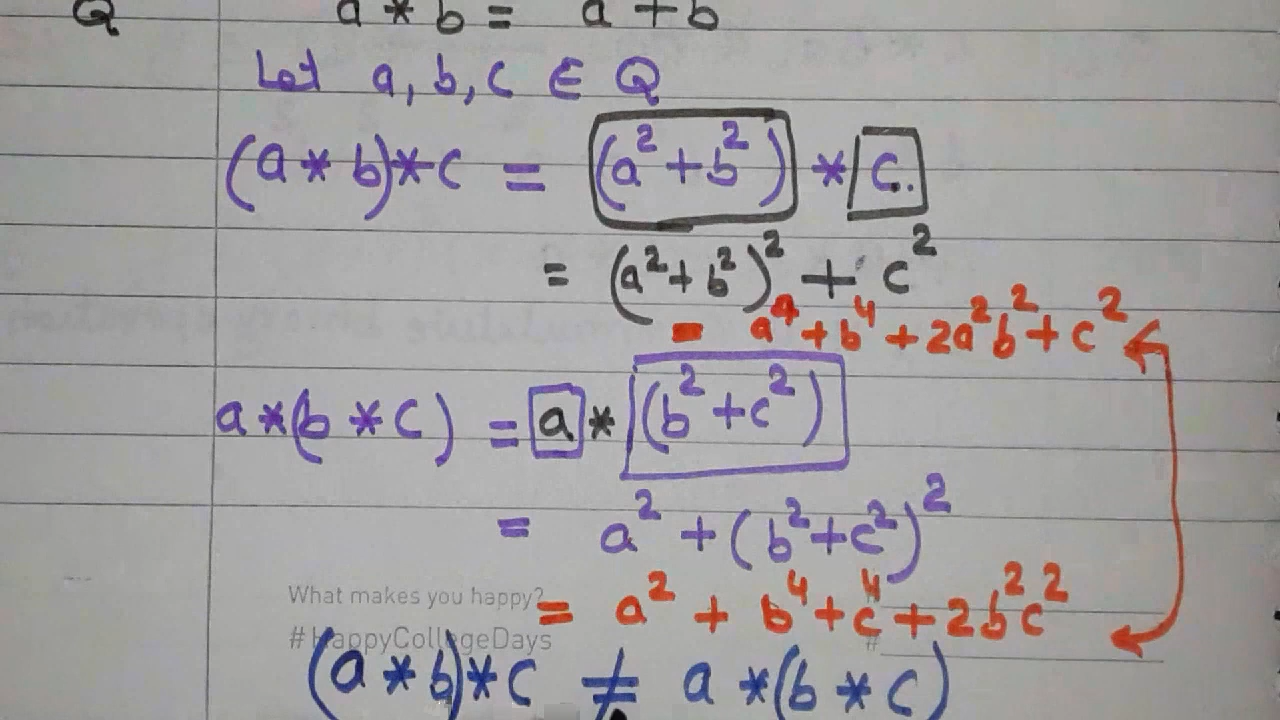 Q a * b = a + b
Let a, b, c ∈ Q
(a * b) * c = (a² + b²) * c.
= (a² + b²)² + c²
= a⁴ + b⁴ + 2a²b² + c²
a * (b * c) = a * (b² + c²)
= a² + (b² + c²)²
What makes you happy?
= a² + b⁴ + c⁴ + 2b²c²
#HappyCollegeDays #
(a * b) * c ≠ a * (b * c)